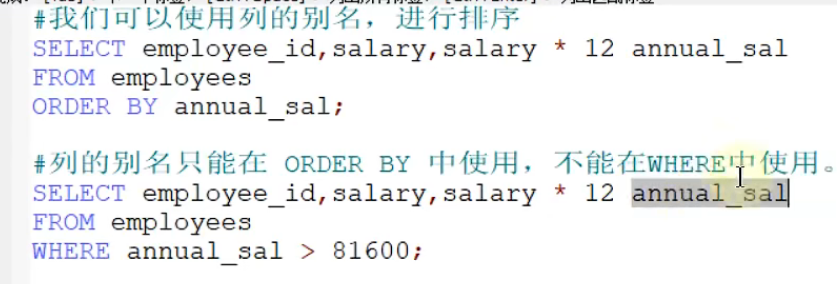 #我们可以使用列的别名，进行排序
SELECT employee_id,salary,salary * 12 annual_sal
FROM employees
ORDER BY annual_sal;
#列的别名只能在 ORDER BY 中使用，不能在WHERE中使用。
SELECT employee_id,salary,salary * 12 annual_sal
FROM employees
WHERE annual_sal > 81600;